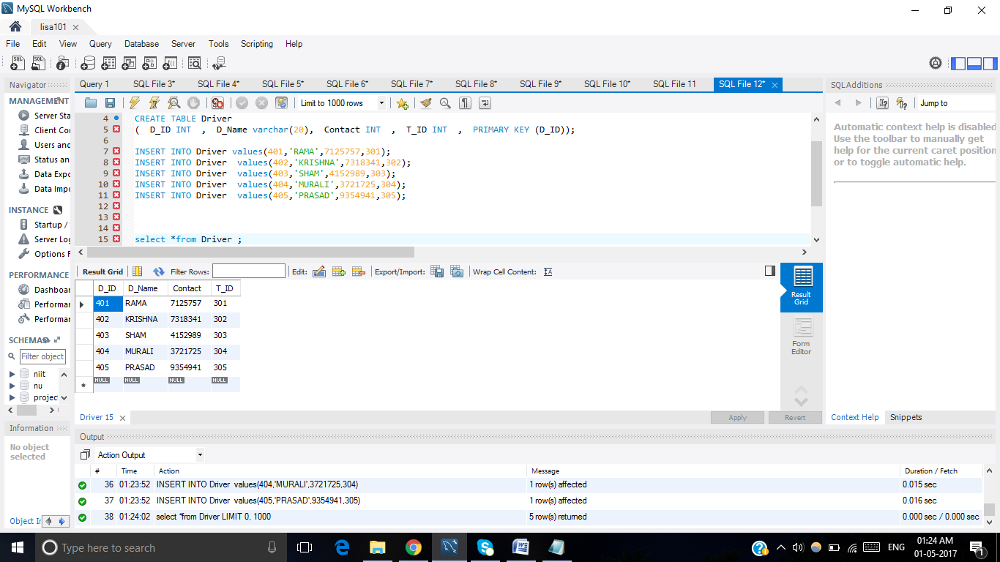 MySQL Workbench
lisa101
File Edit View Query Database Server Tools Scripting Help
Navigator
MANAGEMENT
Server Sta
Client Cor
Users and
Status an
Data Expo
Data Impo
INSTANCE
Startup /
Server Log
Options F
PERFORMANCE
Dashboar
Performar
Performar
SCHEMAS
Filter object
niit
nu
project
Information
No object
selected
Object In
Query 1 SQL File 3* SQL File 4* SQL File 5* SQL File 6* SQL File 7* SQL File 8* SQL File 9* SQL File 10* SQL File 11 SQL File 12*
Limit to 1000 rows
4 CREATE TABLE Driver
5 ( D_ID INT , D_Name varchar(20), Contact INT , T_ID INT , PRIMARY KEY (D_ID));
6
7 INSERT INTO Driver values(401,'RAMA',7125757,301);
8 INSERT INTO Driver values(402,'KRISHNA',7318341,302);
9 INSERT INTO Driver values(403,'SHAM',4152989,303);
10 INSERT INTO Driver values(404,'MURALI',3721725,304);
11 INSERT INTO Driver values(405,'PRASAD',9354941,305);
12
13
14
15 select *from Driver ;
Result Grid Filter Rows: Edit: Export/Import: Wrap Cell Content:
D_ID D_Name Contact T_ID
401 RAMA 7125757 301
402 KRISHNA 7318341 302
403 SHAM 4152989 303
404 MURALI 3721725 304
405 PRASAD 9354941 305
* NULL NULL NULL NULL
Result
Grid
Form
Editor
Driver 15
Apply Revert
SQLAdditions
Jump to
Automatic context help is disabled
Use the toolbar to manually get
help for the current caret position
or to toggle automatic help.
Context Help Snippets
Output
Action Output
# Time Action Message Duration / Fetch
36 01:23:52 INSERT INTO Driver values(404,'MURALI',3721725,304) 1 row(s) affected 0.015 sec
37 01:23:52 INSERT INTO Driver values(405,'PRASAD',9354941,305) 1 row(s) affected 0.016 sec
38 01:24:02 select *from Driver LIMIT 0, 1000 5 row(s) returned 0.000 sec / 0.000 sec
Type here to search
ENG
01:24 AM
01-05-2017
1